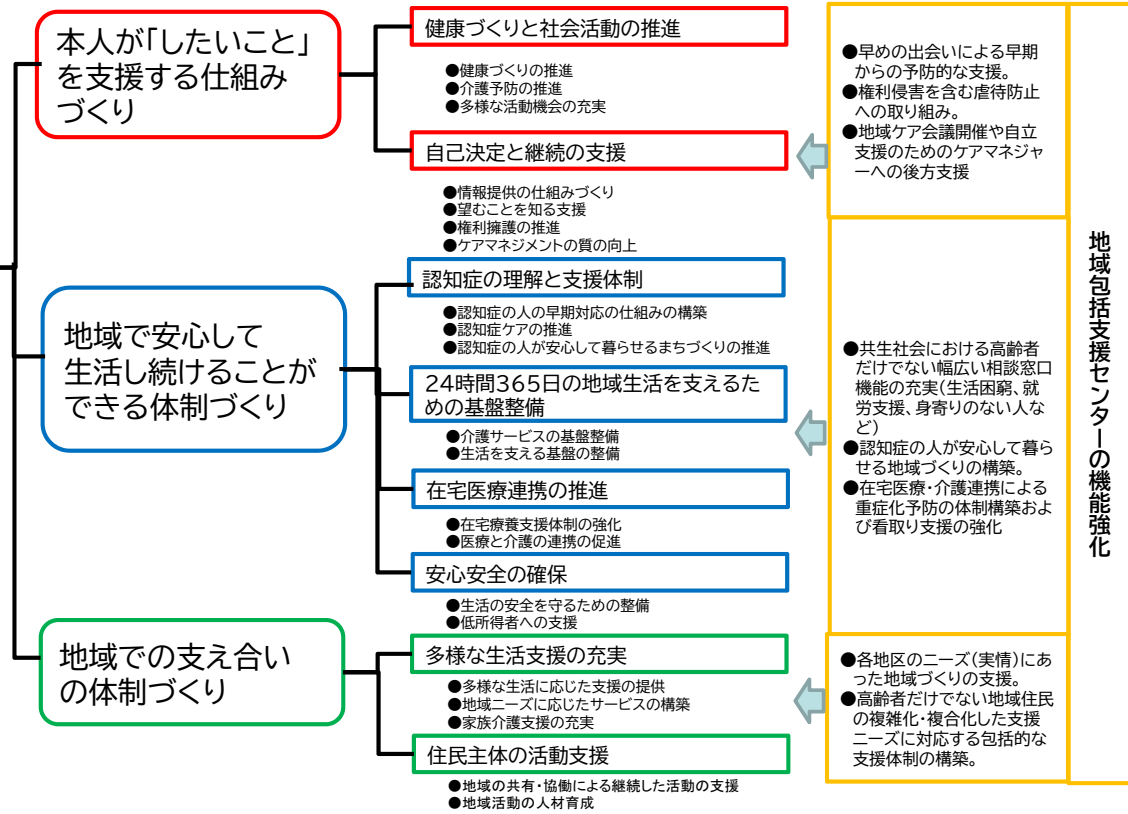 本人が「したいこと」
を支援する仕組み
づくり
健康づくりと社会活動の推進
●健康づくりの推進
●介護予防の推進
●多様な活動機会の充実
自己決定と継続の支援
●情報提供の仕組みづくり
●望むことを知る支援
●権利擁護の推進
●ケアマネジメントの質の向上
地域で安心して
生活し続けることが
できる体制づくり
認知症の理解と支援体制
●認知症の人の早期対応の仕組みの構築
●認知症ケアの推進
●認知症の人が安心して暮らせるまちづくりの推進
24時間365日の地域生活を支えるた
めの基盤整備
●介護サービスの基盤整備
●生活を支える基盤の整備
在宅医療連携の推進
●在宅療養支援体制の強化
●医療と介護の連携の促進
安心安全の確保
●生活の安全を守るための整備
●低所得者への支援
地域での支え合い
の体制づくり
多様な生活支援の充実
●多様な生活に応じた支援の提供
●地域ニーズに応じたサービスの構築
●家族介護支援の充実
住民主体の活動支援
●地域の共有・協働による継続した活動の支援
●地域活動の人材育成
●早めの出会いによる早期
からの予防的な支援。
●権利侵害を含む虐待防止
への取り組み。
●地域ケア会議開催や自立
支援のためのケアマネジャ
ーへの後方支援
●共生社会における高齢者
だけでない幅広い相談窓口
機能の充実(生活困窮、就
労支援、身寄りのない人な
ど)
●認知症の人が安心して暮ら
せる地域づくりの構築。
●在宅医療・介護連携による
重症化予防の体制構築およ
び看取り支援の強化
●各地区のニーズ(実情)にあ
った地域づくりの支援。
●高齢者だけでない地域住民
の複雑化・複合化した支援
ニーズに対応する包括的な
支援体制の構築。
地域包括支援センターの機能強化